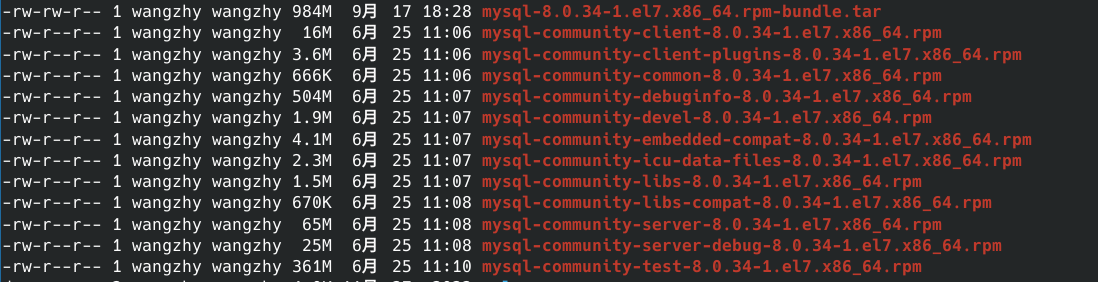 -rw-rw-r-- 1 wangzhy wangzhy 984M  9月  17 18:28 mysql-8.0.34-1.el7.x86_64.rpm-bundle.tar
-rw-r--r-- 1 wangzhy wangzhy  16M  6月  25 11:06 mysql-community-client-8.0.34-1.el7.x86_64.rpm
-rw-r--r-- 1 wangzhy wangzhy 3.6M  6月  25 11:06 mysql-community-client-plugins-8.0.34-1.el7.x86_64.rpm
-rw-r--r-- 1 wangzhy wangzhy 666K  6月  25 11:06 mysql-community-common-8.0.34-1.el7.x86_64.rpm
-rw-r--r-- 1 wangzhy wangzhy 504M  6月  25 11:07 mysql-community-debuginfo-8.0.34-1.el7.x86_64.rpm
-rw-r--r-- 1 wangzhy wangzhy 1.9M  6月  25 11:07 mysql-community-devel-8.0.34-1.el7.x86_64.rpm
-rw-r--r-- 1 wangzhy wangzhy 4.1M  6月  25 11:07 mysql-community-embedded-compat-8.0.34-1.el7.x86_64.rpm
-rw-r--r-- 1 wangzhy wangzhy 2.3M  6月  25 11:07 mysql-community-icu-data-files-8.0.34-1.el7.x86_64.rpm
-rw-r--r-- 1 wangzhy wangzhy 1.5M  6月  25 11:07 mysql-community-libs-8.0.34-1.el7.x86_64.rpm
-rw-r--r-- 1 wangzhy wangzhy 670K  6月  25 11:08 mysql-community-libs-compat-8.0.34-1.el7.x86_64.rpm
-rw-r--r-- 1 wangzhy wangzhy  65M  6月  25 11:08 mysql-community-server-8.0.34-1.el7.x86_64.rpm
-rw-r--r-- 1 wangzhy wangzhy  25M  6月  25 11:08 mysql-community-server-debug-8.0.34-1.el7.x86_64.rpm
-rw-r--r-- 1 wangzhy wangzhy 361M  6月  25 11:10 mysql-community-test-8.0.34-1.el7.x86_64.rpm